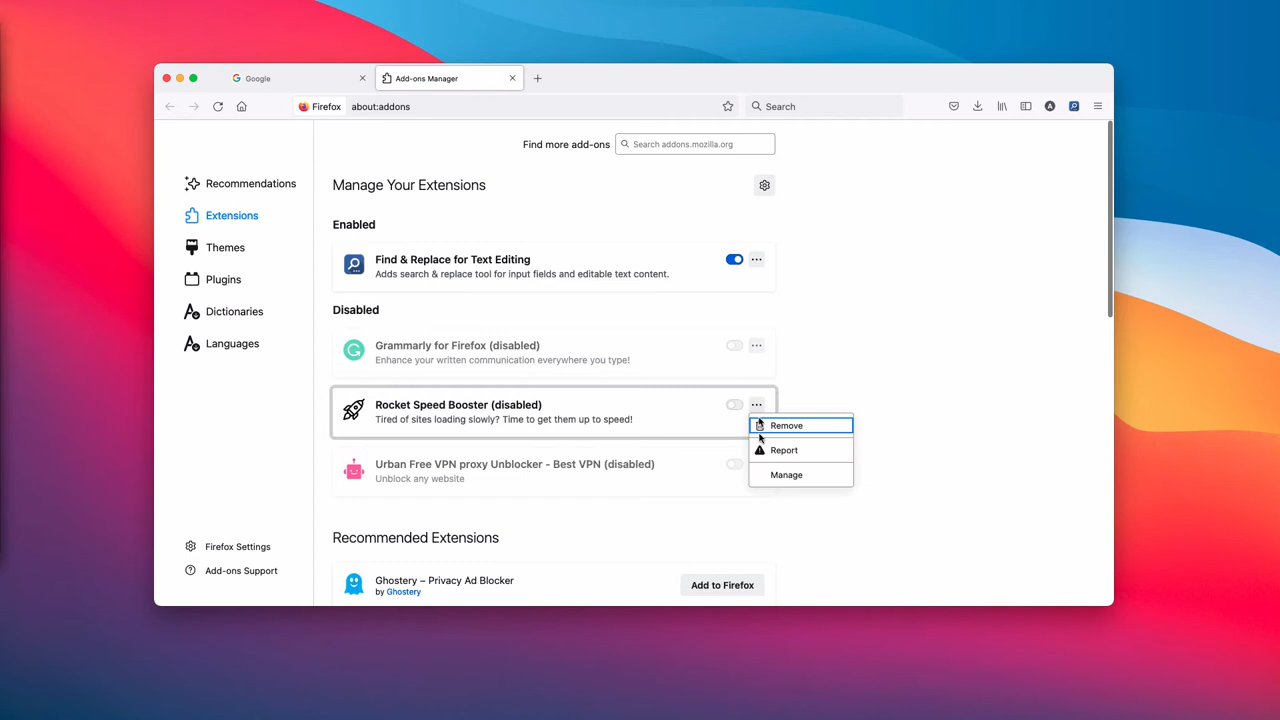 Google
Add-ons Manager
Firefox
about:addons
Search
A
Find more add-ons
Search addons.mozilla.org
Recommendations
Extensions
Themes
Plugins
Dictionaries
Languages
Firefox Settings
Add-ons Support
Manage Your Extensions
Enabled
Find & Replace for Text Editing
Adds search & replace tool for input fields and editable text content.
Disabled
Grammarly for Firefox (disabled)
Enhance your written communication everywhere you type!
Rocket Speed Booster (disabled)
Tired of sites loading slowly? Time to get them up to speed!
Remove
Report
Manage
Urban Free VPN proxy Unblocker - Best VPN (disabled)
Unblock any website
Recommended Extensions
Ghostery – Privacy Ad Blocker
by Ghostery
Add to Firefox